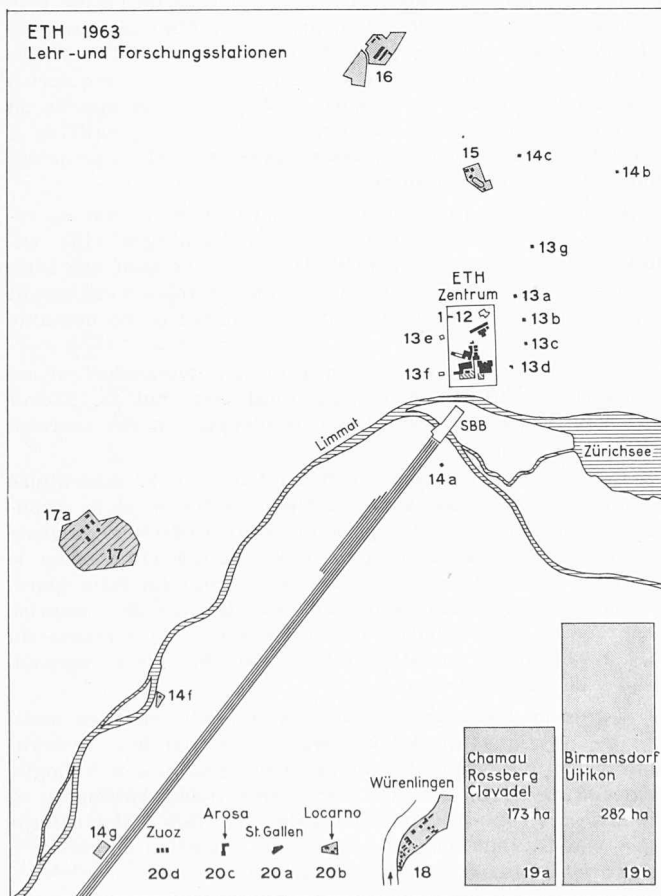 ETH 1963
Lehr-und Forschungsstationen
16
15
14c
14b
13g
ETH
Zentrum
13a
1-12
13b
13e
13c
13f
13d
Limmat
SBB
Zürichsee
14a
17a
17
14f
Chamau
Rossberg
Clavadel
173 ha
19a
Birmensdorf
Uitikon
282 ha
19b
Würenlingen
18
14g
Zuoz
20d
Arosa
20c
St.Gallen
20a
Locarno
20b